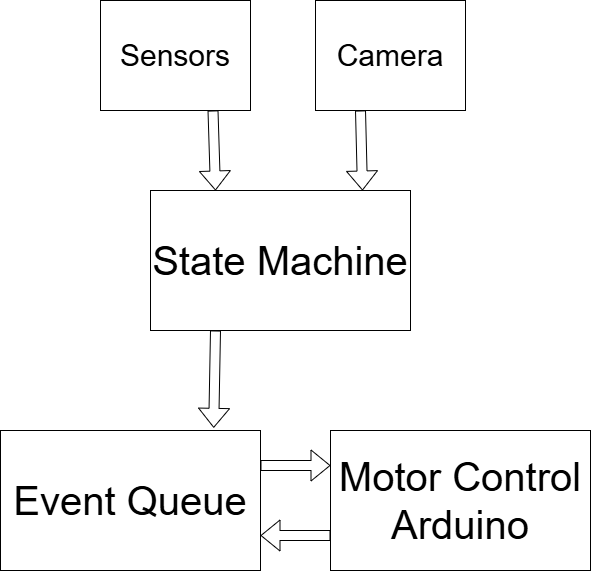 Sensors
Camera
State Machine
Event Queue
Motor Control
Arduino